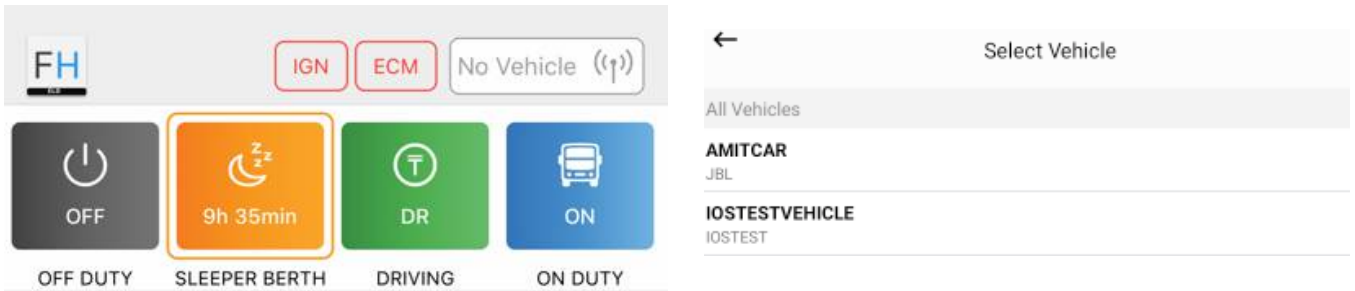 FH
ELD
IGN
ECM
No Vehicle
OFF
z z z z
9h 35min
DR
ON
OFF DUTY
SLEEPER BERTH
DRIVING
ON DUTY
Select Vehicle
All Vehicles
AMITCAR
JBL
IOSTESTVEHICLE
IOSTEST